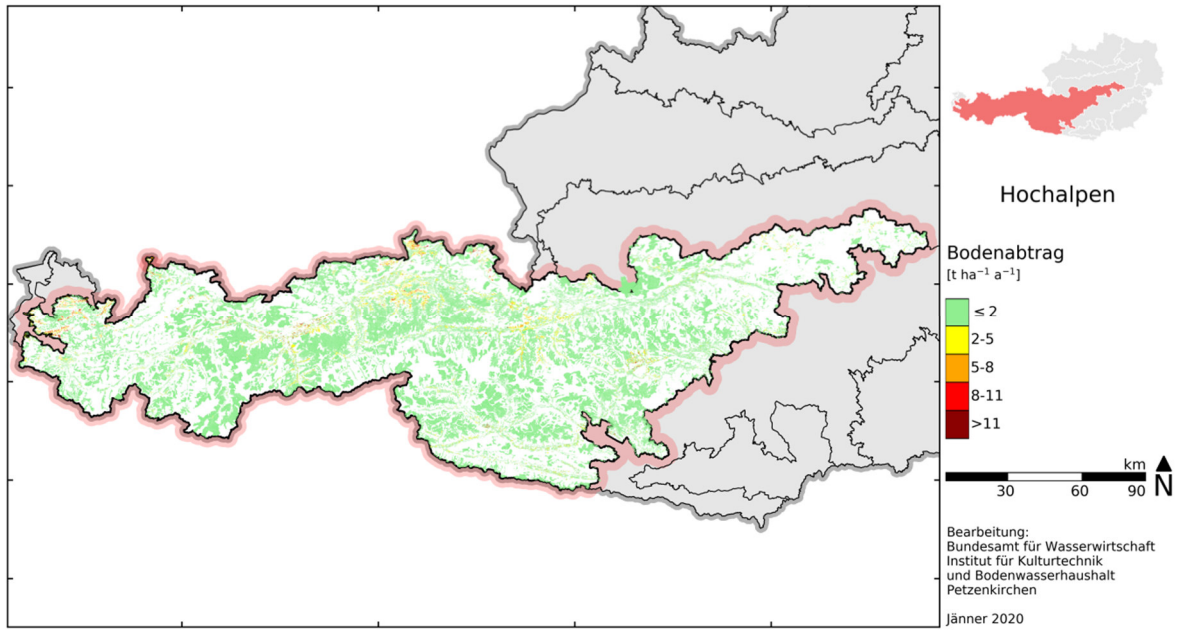 Hochalpen
Bodenabtrag
[t ha⁻¹ a⁻¹]
≤ 2
2-5
5-8
8-11
>11
km
30 60 90
N
Bearbeitung:
Bundesamt für Wasserwirtschaft
Institut für Kulturtechnik
und Bodenwasserhaushalt
Petzenkirchen
Jänner 2020